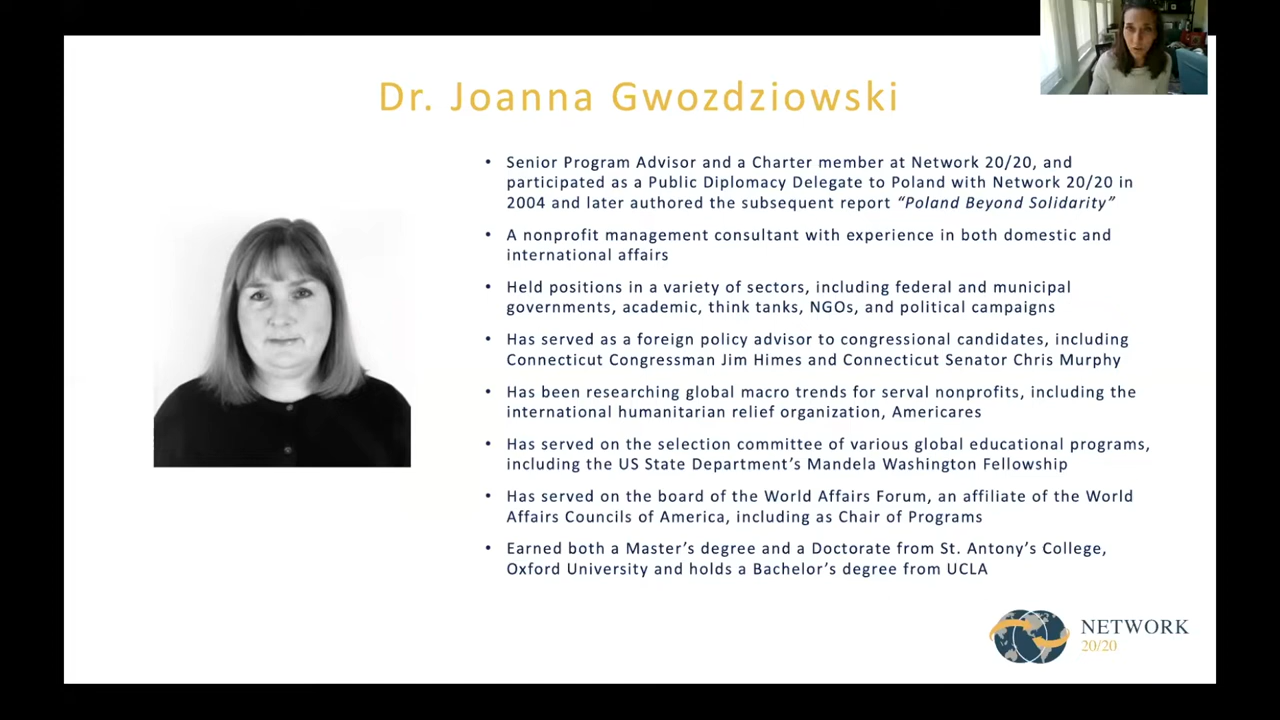 Dr. Joanna Gwozdziowski
• Senior Program Advisor and a Charter member at Network 20/20, and
participated as a Public Diplomacy Delegate to Poland with Network 20/20 in
2004 and later authored the subsequent report “Poland Beyond Solidarity”
• A nonprofit management consultant with experience in both domestic and
international affairs
• Held positions in a variety of sectors, including federal and municipal
governments, academic, think tanks, NGOs, and political campaigns
• Has served as a foreign policy advisor to congressional candidates, including
Connecticut Congressman Jim Himes and Connecticut Senator Chris Murphy
• Has been researching global macro trends for serval nonprofits, including the
international humanitarian relief organization, Americares
• Has served on the selection committee of various global educational programs,
including the US State Department’s Mandela Washington Fellowship
• Has served on the board of the World Affairs Forum, an affiliate of the World
Affairs Councils of America, including as Chair of Programs
• Earned both a Master’s degree and a Doctorate from St. Antony’s College,
Oxford University and holds a Bachelor’s degree from UCLA
NETWORK
20/20